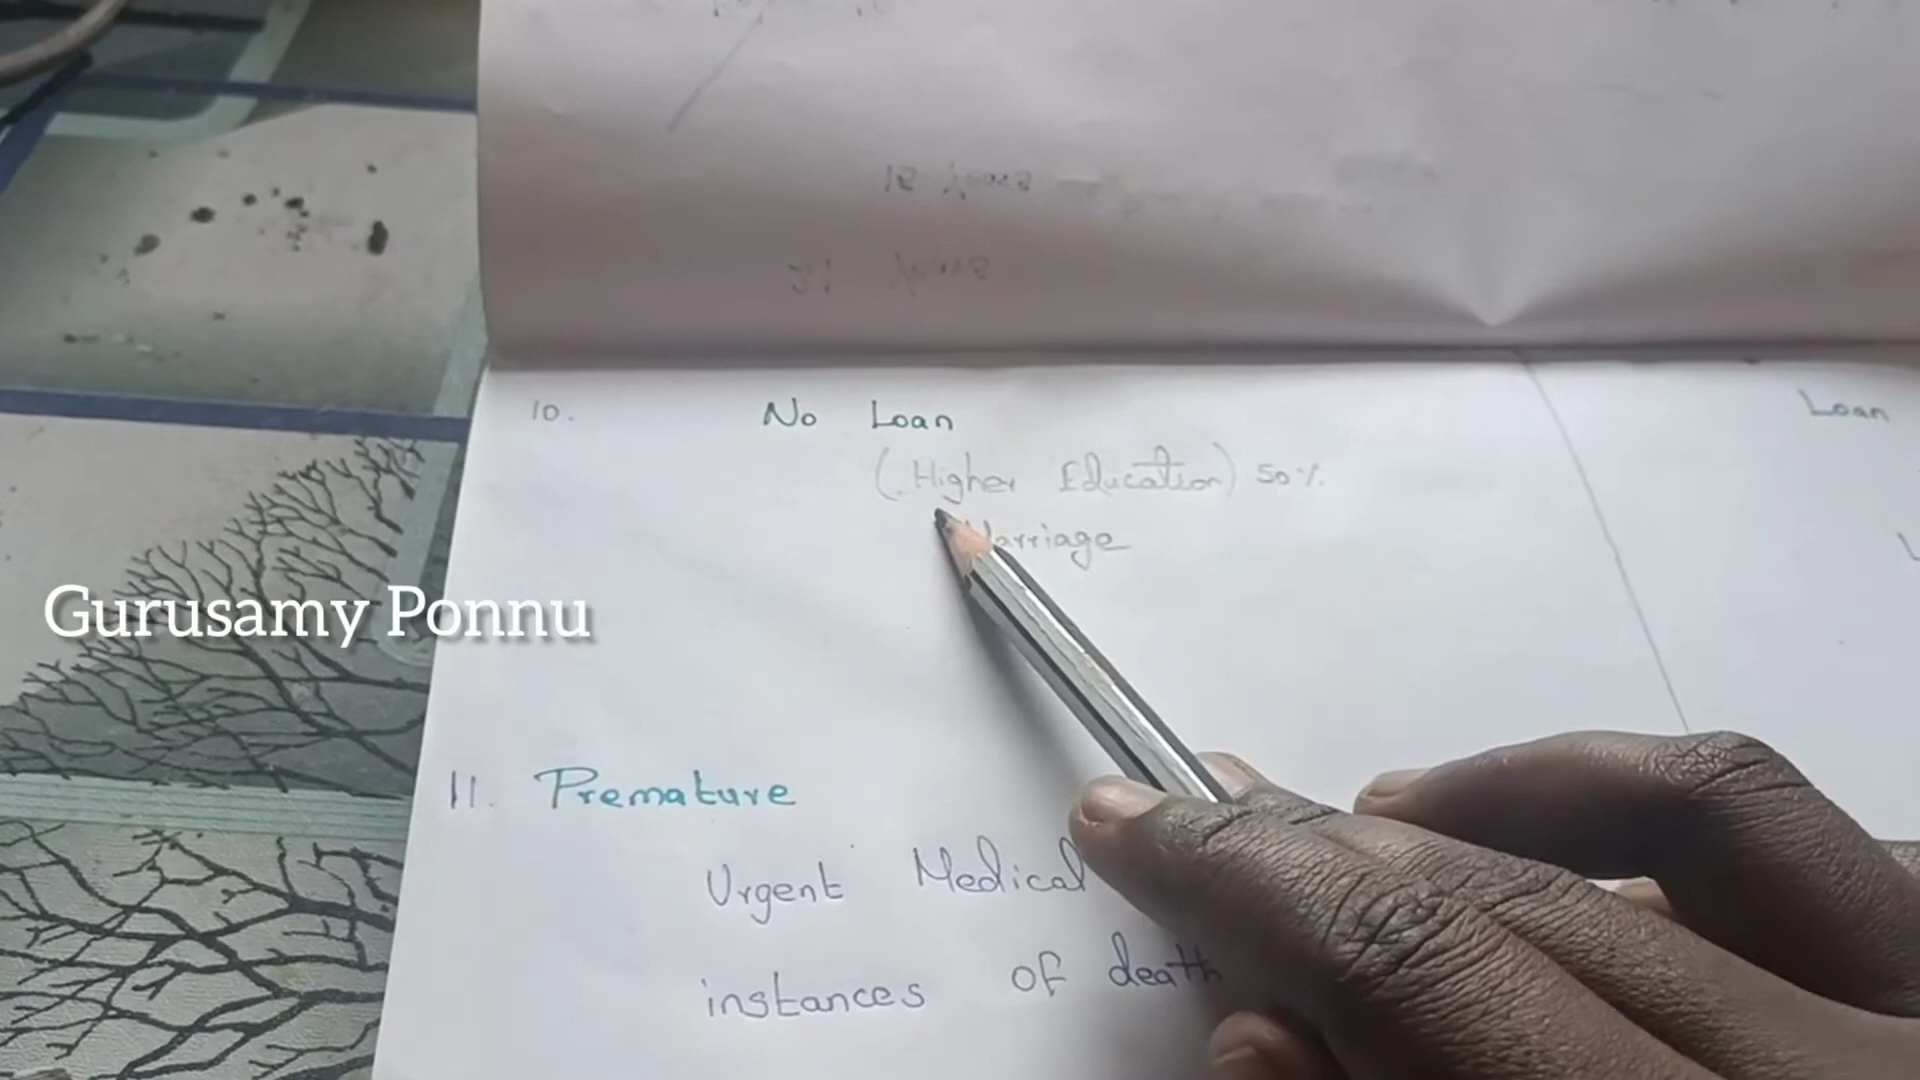 10. No Loan Loan
(Higher Education) 50%
Marriage
Gurusamy Ponnu
11. Premature
Urgent Medical
instances of death